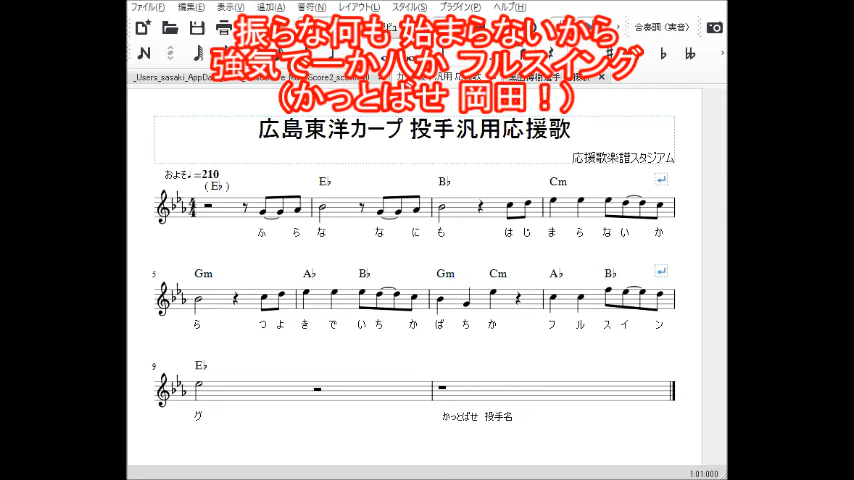 ファイル(F) 編集(E) 表示(V) 追加(A) 音符(N) レイアウト(L) スタイル(S) プラグイン(P) ヘルプ(H)
合奏調（実音）
振らな何も 始まらないから
強気で一か八か フルスイング
（かっとばせ 岡田！）
広島東洋カープ 投手汎用応援歌
応援歌楽譜スタジアム
およそ♩=210
(E♭) E♭ B♭ Cm
ふ ら な な に も は じ ま ら な い か
5
Gm A♭ B♭ Gm Cm A♭ B♭
ら つ よ き で い ち か ば ち か フ ル ス イ ン
9
E♭
グ かっとばせ 投手名
1:01:000